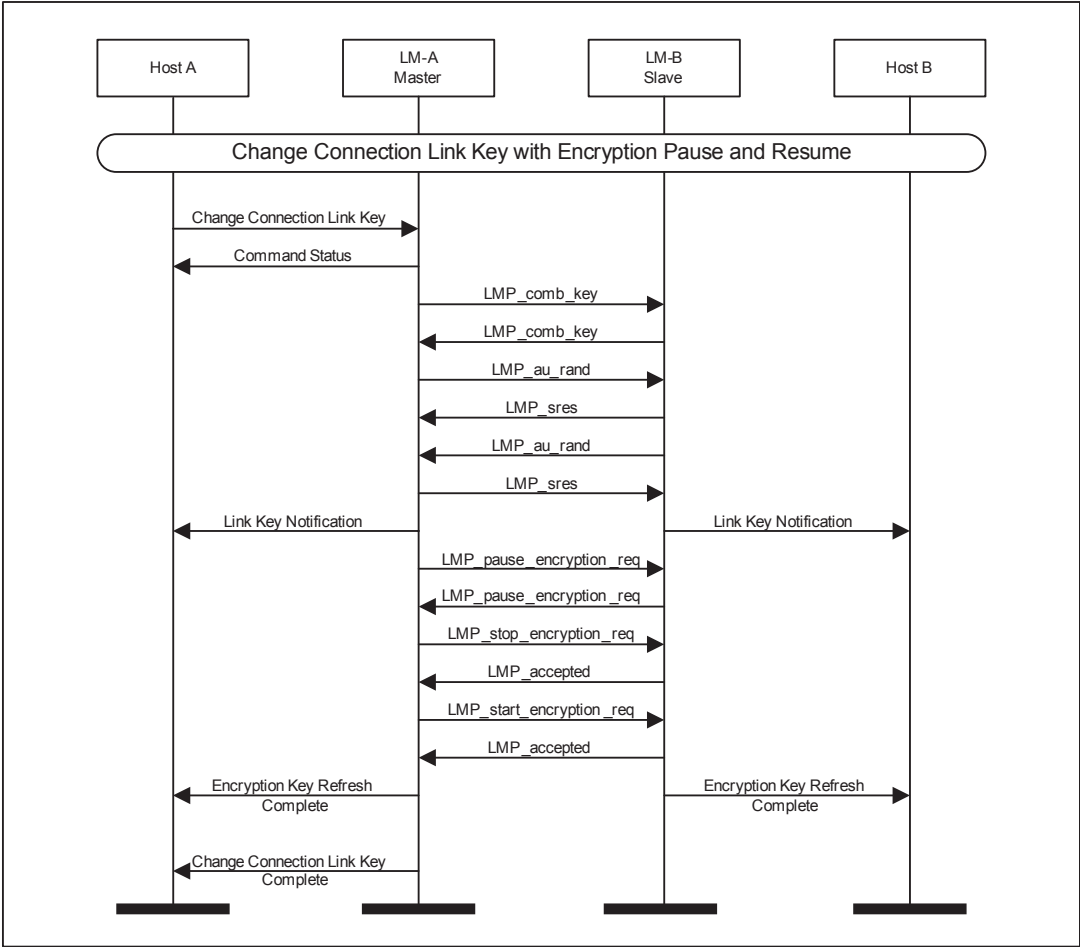 Host A
LM-A
Master
LM-B
Slave
Host B
Change Connection Link Key with Encryption Pause and Resume
Change Connection Link Key
Command Status
LMP_comb_key
LMP_comb_key
LMP_au_rand
LMP_sres
LMP_au_rand
LMP_sres
Link Key Notification
Link Key Notification
LMP_pause_encryption_req
LMP_pause_encryption_req
LMP_stop_encryption_req
LMP_accepted
LMP_start_encryption_req
LMP_accepted
Encryption Key Refresh
Complete
Encryption Key Refresh
Complete
Change Connection Link Key
Complete